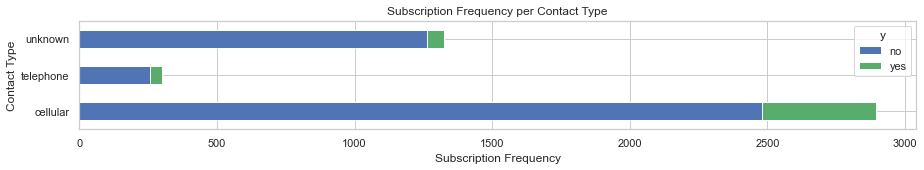 Subscription Frequency per Contact Type
y
no
yes
unknown
telephone
cellular
Contact Type
0 500 1000 1500 2000 2500 3000
Subscription Frequency